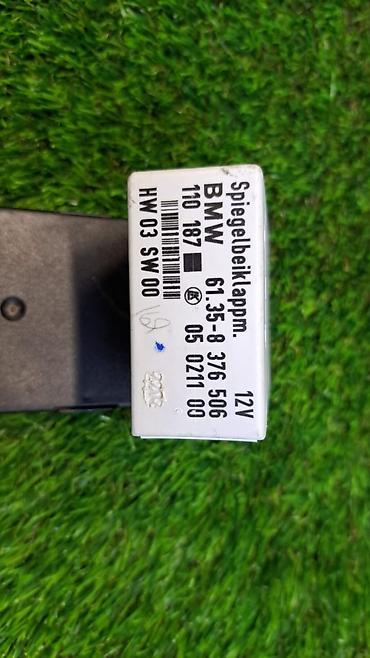 Spiegelbeiklappm. 12V
BMW 61.35-8 376 506
110 187 05 0211 00
HW 03 SW 00